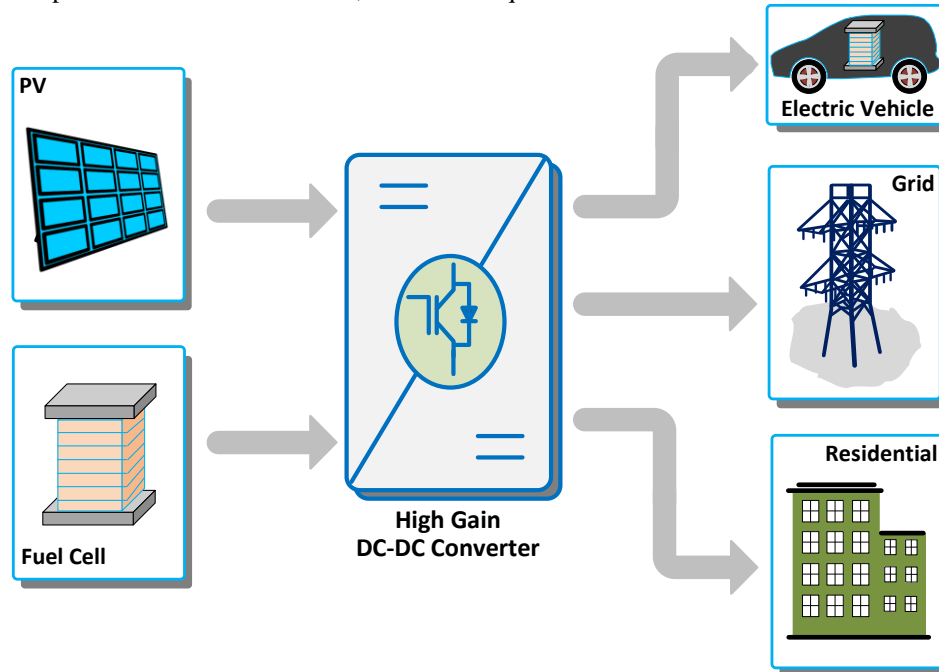 PV
Fuel Cell
High Gain
DC-DC Converter
Electric Vehicle
Grid
Residential